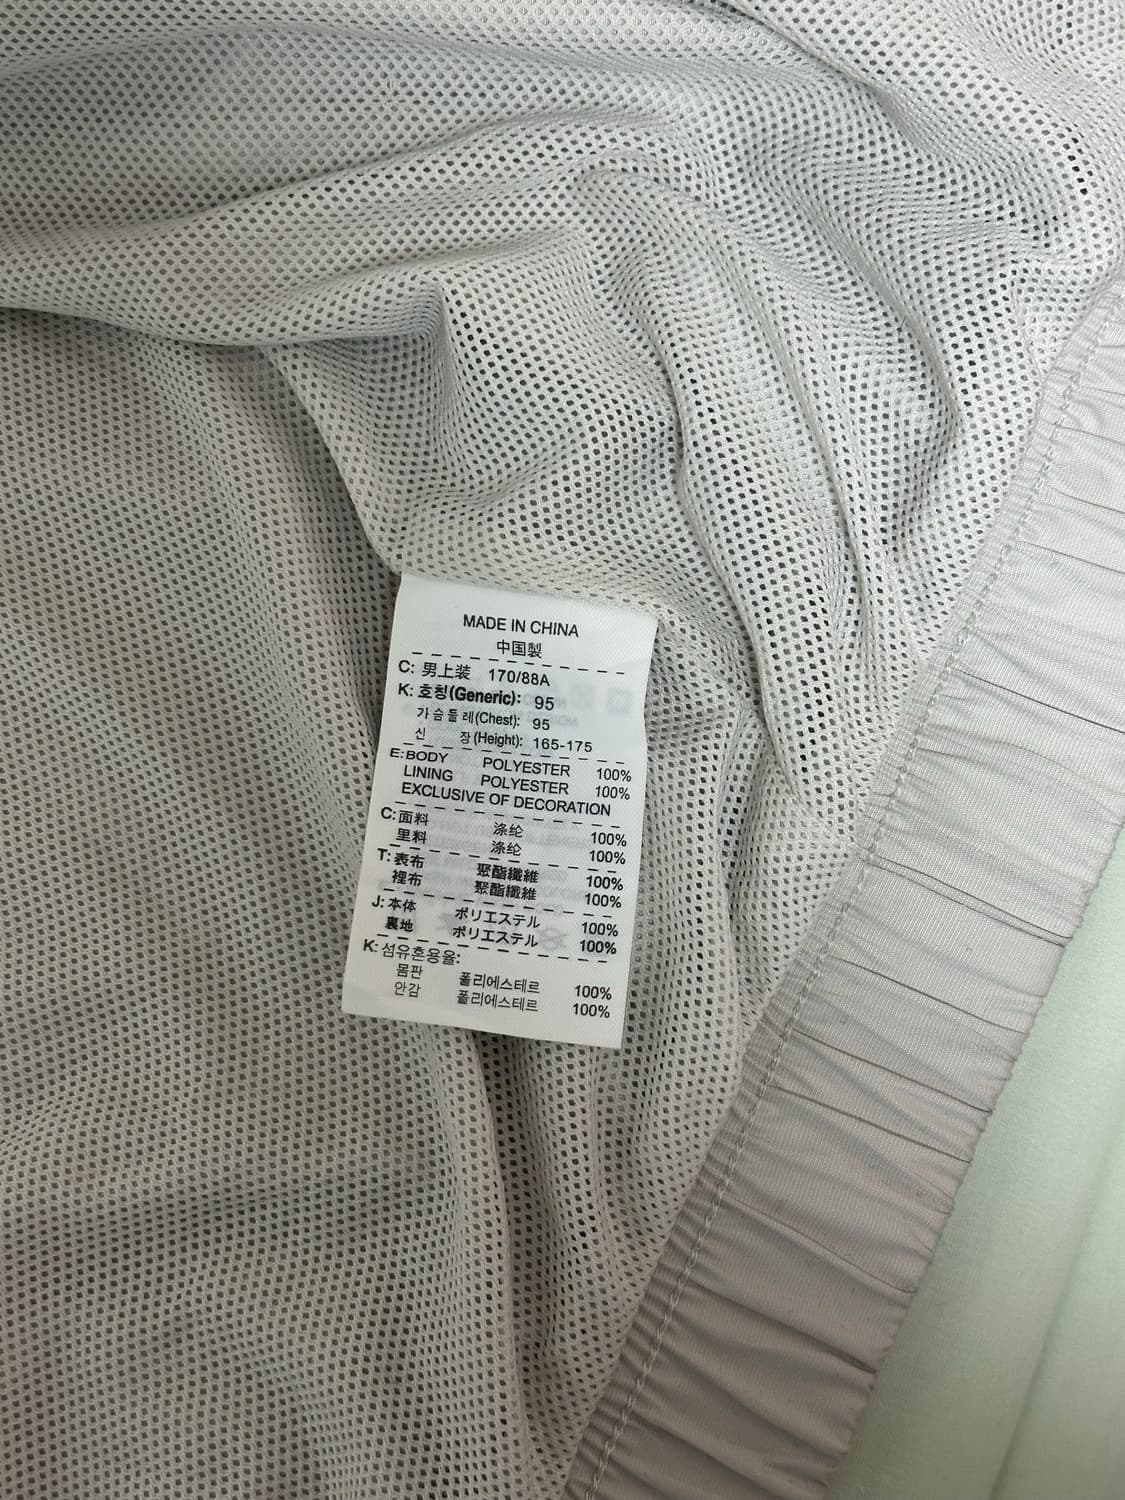 MADE IN CHINA
中国製
C: 男上装 170/88A
K: 호칭(Generic): 95
가슴둘레(Chest): 95
신 장(Height): 165-175
E: BODY POLYESTER 100%
LINING POLYESTER 100%
EXCLUSIVE OF DECORATION
C: 面料 涤纶 100%
里料 涤纶 100%
T: 表布 聚酯纖維 100%
裡布 聚酯纖維 100%
J: 本体 ポリエステル 100%
裏地 ポリエステル 100%
K: 섬유혼용율:
몸판 폴리에스테르 100%
안감 폴리에스테르 100%